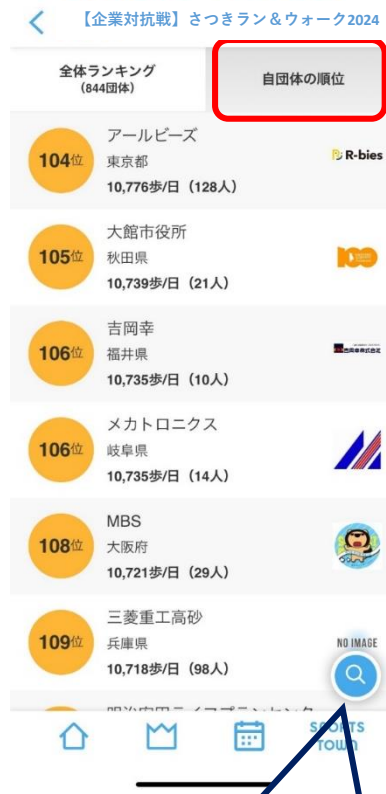 【企業対抗戦】さつきラン＆ウォーク2024
全体ランキング
（844団体）
自団体の順位
104位
アールビーズ
東京都
10,776歩/日（128人）
R-bies
105位
大館市役所
秋田県
10,739歩/日（21人）
100
106位
吉岡幸
福井県
10,735歩/日（10人）
106位
メカトロニクス
岐阜県
10,735歩/日（14人）
108位
MBS
大阪府
10,721歩/日（29人）
109位
三菱重工高砂
兵庫県
10,718歩/日（98人）
NO IMAGE
SPORTS
TOWN